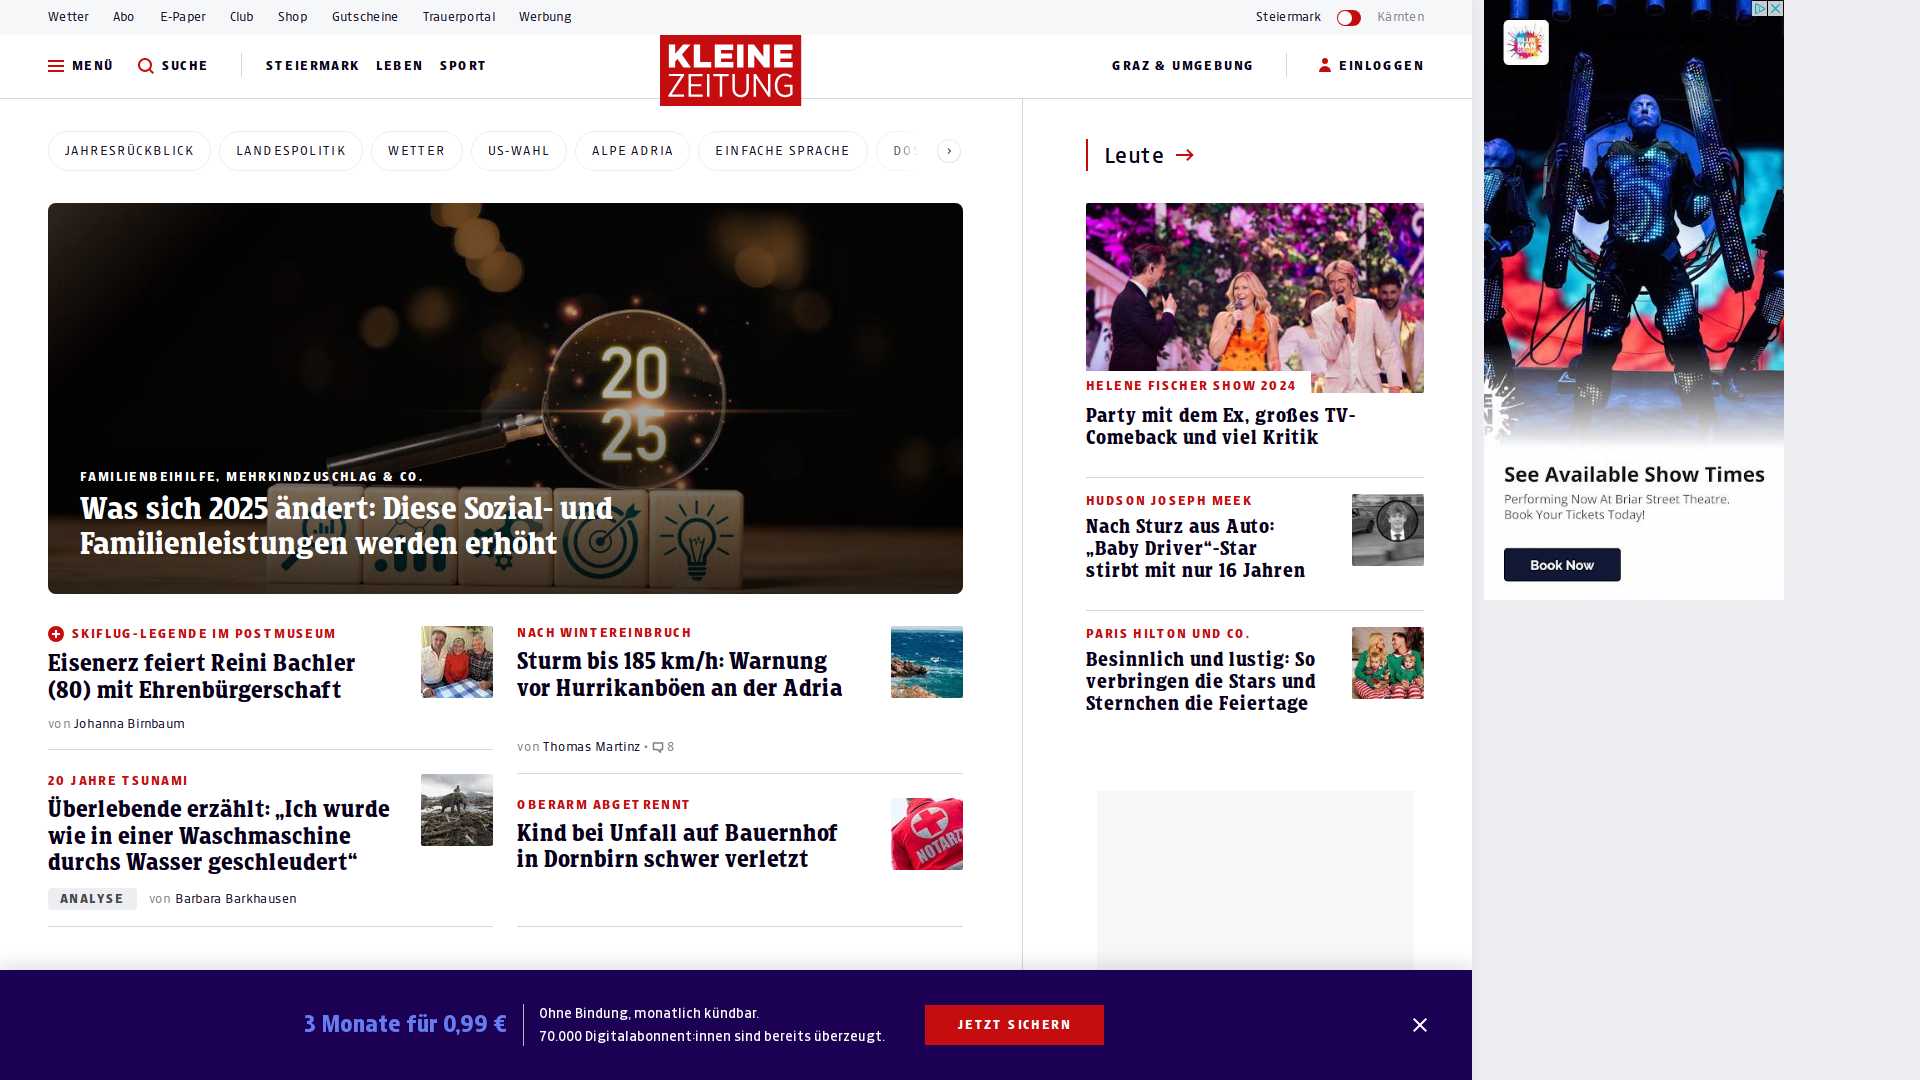 Wetter Abo E-Paper Club Shop Gutscheine Trauerportal Werbung Steiermark Kärnten
MENÜ SUCHE STEIERMARK LEBEN SPORT KLEINE ZEITUNG GRAZ & UMGEBUNG EINLOGGEN
JAHRESRÜCKBLICK LANDESPOLITIK WETTER US-WAHL ALPE ADRIA EINFACHE SPRACHE
20
25
FAMILIENBEIHILFE, MEHRKINDZUSCHLAG & CO.
Was sich 2025 ändert: Diese Sozial- und
Familienleistungen werden erhöht
SKIFLUG-LEGENDE IM POSTMUSEUM
Eisenerz feiert Reini Bachler
(80) mit Ehrenbürgerschaft
von Johanna Birnbaum
20 JAHRE TSUNAMI
Überlebende erzählt: „Ich wurde
wie in einer Waschmaschine
durchs Wasser geschleudert“
ANALYSE von Barbara Barkhausen
NACH WINTEREINBRUCH
Sturm bis 185 km/h: Warnung
vor Hurrikanböen an der Adria
von Thomas Martinz • 8
OBERARM ABGETRENNT
Kind bei Unfall auf Bauernhof
in Dornbirn schwer verletzt
NOTARZT
Leute
HELENE FISCHER SHOW 2024
Party mit dem Ex, großes TV-
Comeback und viel Kritik
HUDSON JOSEPH MEEK
Nach Sturz aus Auto:
„Baby Driver“-Star
stirbt mit nur 16 Jahren
PARIS HILTON UND CO.
Besinnlich und lustig: So
verbringen die Stars und
Sternchen die Feiertage
BLUE MAN GROUP
See Available Show Times
Performing Now At Briar Street Theatre.
Book Your Tickets Today!
Book Now
3 Monate für 0,99 €
Ohne Bindung, monatlich kündbar.
70.000 Digitalabonnent:innen sind bereits überzeugt.
JETZT SICHERN